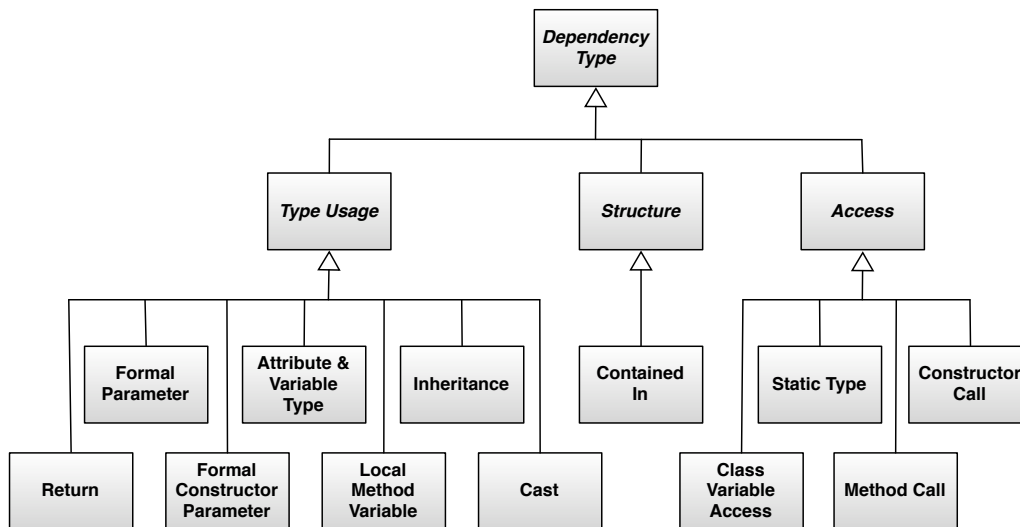 Dependency
Type
Type Usage
Structure
Access
Formal
Parameter
Attribute &
Variable
Type
Inheritance
Contained
In
Static Type
Constructor
Call
Return
Formal
Constructor
Parameter
Local
Method
Variable
Cast
Class
Variable
Access
Method Call